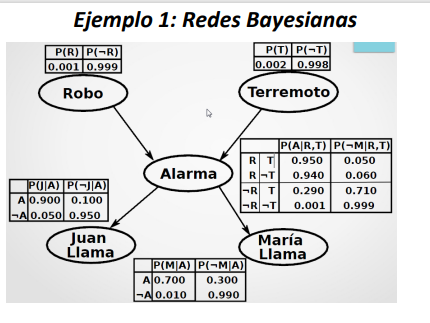 Ejemplo 1: Redes Bayesianas
P(R) P(¬R)
0.001 0.999
P(T) P(¬T)
0.002 0.998
Robo
Terremoto
Alarma
P(A|R,T) P(¬M|R,T)
R T 0.950 0.050
R ¬T 0.940 0.060
¬R T 0.290 0.710
¬R ¬T 0.001 0.999
P(J|A) P(¬J|A)
A 0.900 0.100
¬A 0.050 0.950
Juan
Llama
María
Llama
P(M|A) P(¬M|A)
A 0.700 0.300
¬A 0.010 0.990